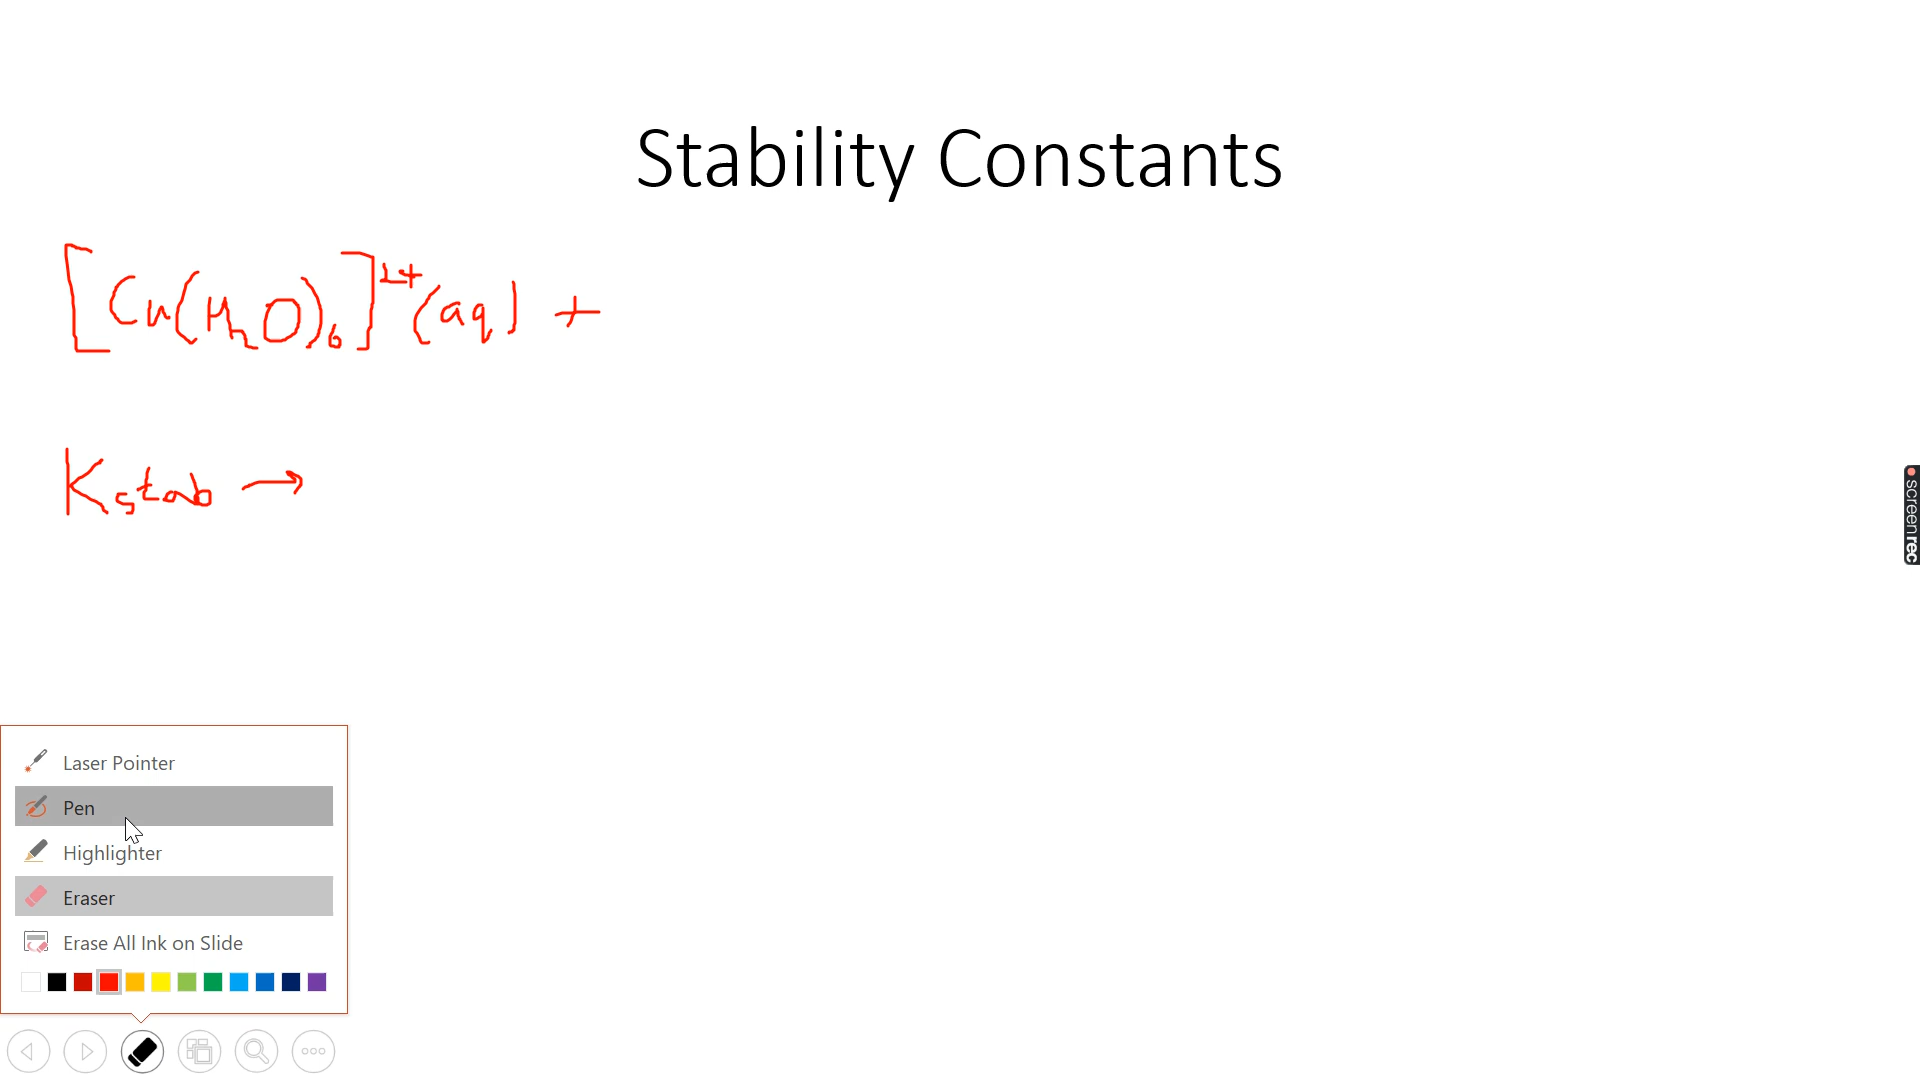 Stability Constants
[Cu(H2O)6]2+(aq) +
Kstab →
Laser Pointer
Pen
Highlighter
Eraser
Erase All Ink on Slide
screenrec